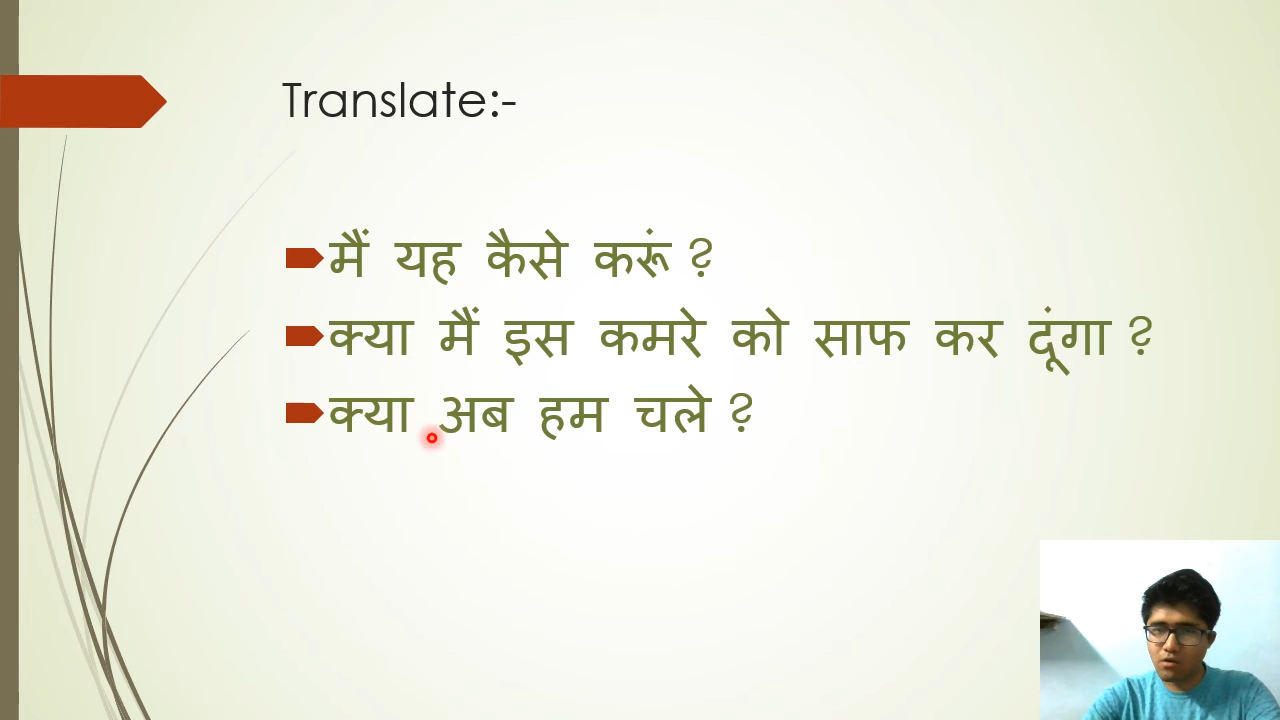 Translate:-
मैं यह कैसे करूं ?
क्या मैं इस कमरे को साफ कर दूंगा ?
क्या अब हम चले ?